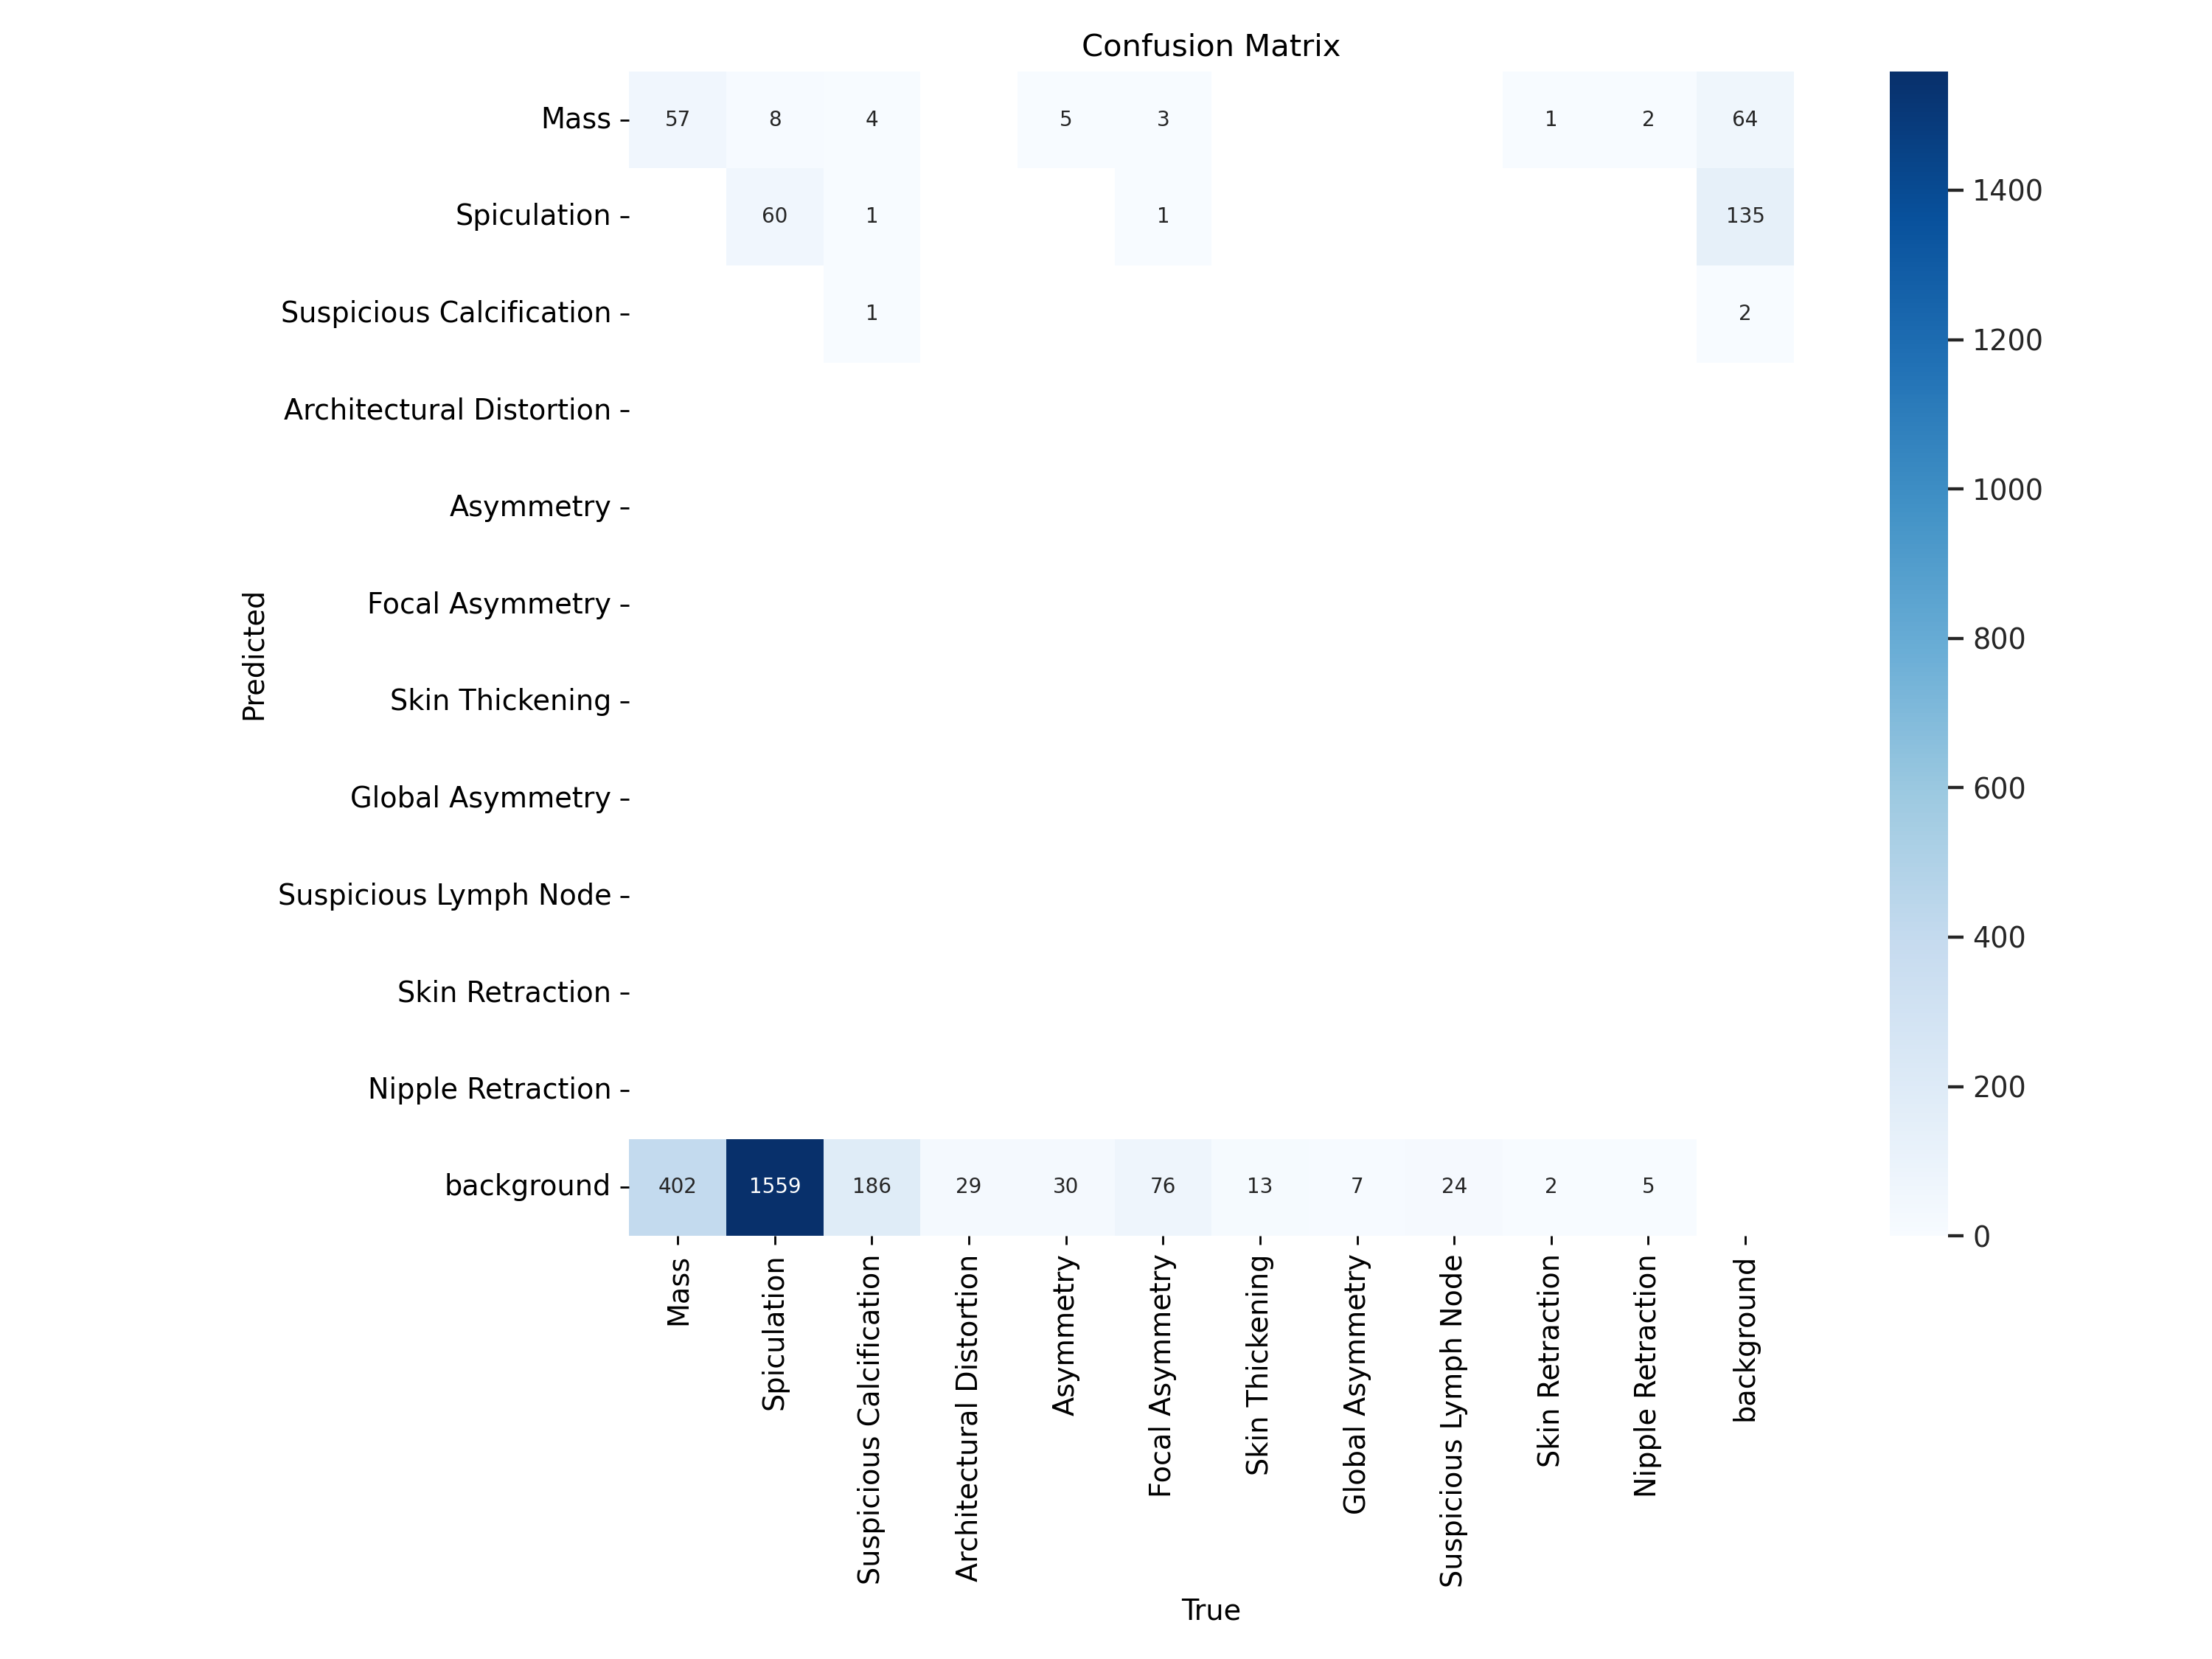 Confusion Matrix
Mass 57 8 4 5 3 1 2 64
Spiculation 60 1 1 135
Suspicious Calcification 1 2
Architectural Distortion
Asymmetry
Focal Asymmetry
Skin Thickening
Global Asymmetry
Suspicious Lymph Node
Skin Retraction
Nipple Retraction
background 402 1559 186 29 30 76 13 7 24 2 5
Predicted
Mass
Spiculation
Suspicious Calcification
Architectural Distortion
Asymmetry
Focal Asymmetry
Skin Thickening
Global Asymmetry
Suspicious Lymph Node
Skin Retraction
Nipple Retraction
background
True
1400
1200
1000
800
600
400
200
0